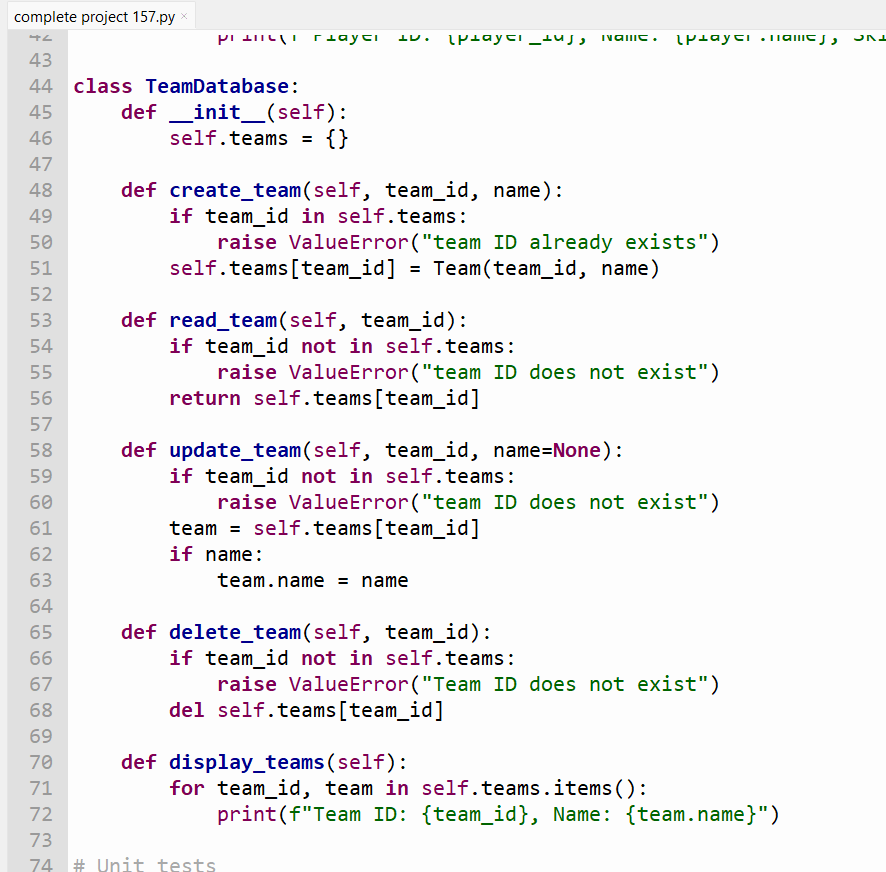 complete project 157.py ×
42 print(f"Player ID: {player_id}, Name: {player.name}, Ski
43
44 class TeamDatabase:
45     def __init__(self):
46         self.teams = {}
47
48     def create_team(self, team_id, name):
49         if team_id in self.teams:
50             raise ValueError("team ID already exists")
51         self.teams[team_id] = Team(team_id, name)
52
53     def read_team(self, team_id):
54         if team_id not in self.teams:
55             raise ValueError("team ID does not exist")
56         return self.teams[team_id]
57
58     def update_team(self, team_id, name=None):
59         if team_id not in self.teams:
60             raise ValueError("team ID does not exist")
61         team = self.teams[team_id]
62         if name:
63             team.name = name
64
65     def delete_team(self, team_id):
66         if team_id not in self.teams:
67             raise ValueError("Team ID does not exist")
68         del self.teams[team_id]
69
70     def display_teams(self):
71         for team_id, team in self.teams.items():
72             print(f"Team ID: {team_id}, Name: {team.name}")
73
74 # Unit tests